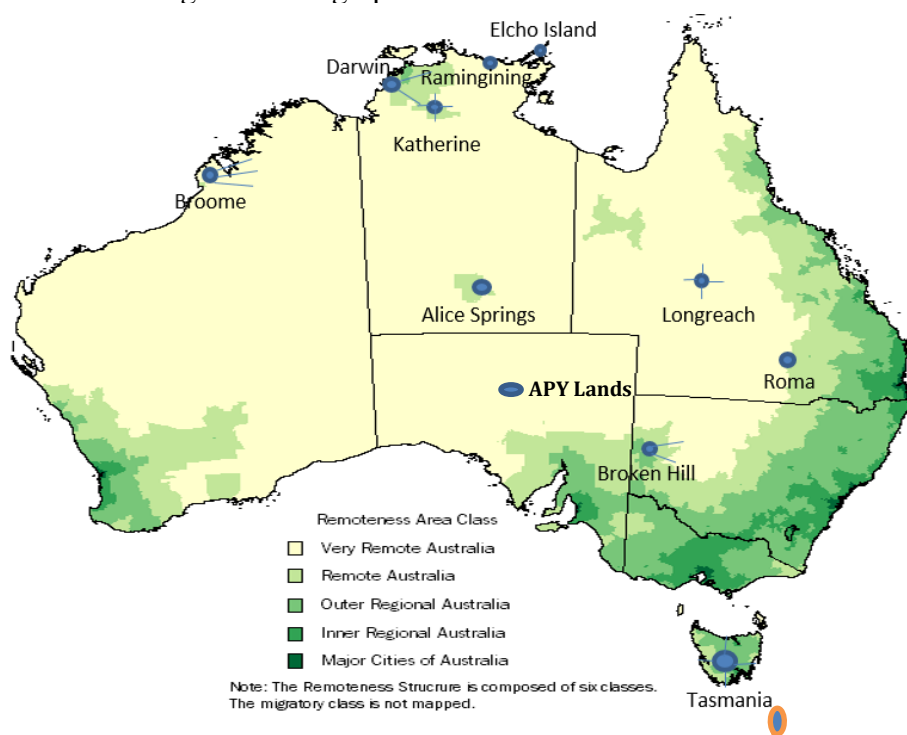 Elcho Island
Darwin
Ramingining
Katherine
Broome
Alice Springs
Longreach
Roma
APY Lands
Broken Hill
Remoteness Area Class
Very Remote Australia
Remote Australia
Outer Regional Australia
Inner Regional Australia
Major Cities of Australia
Note: The Remoteness Strucrure is composed of six classes.
The migratory class is not mapped.
Tasmania